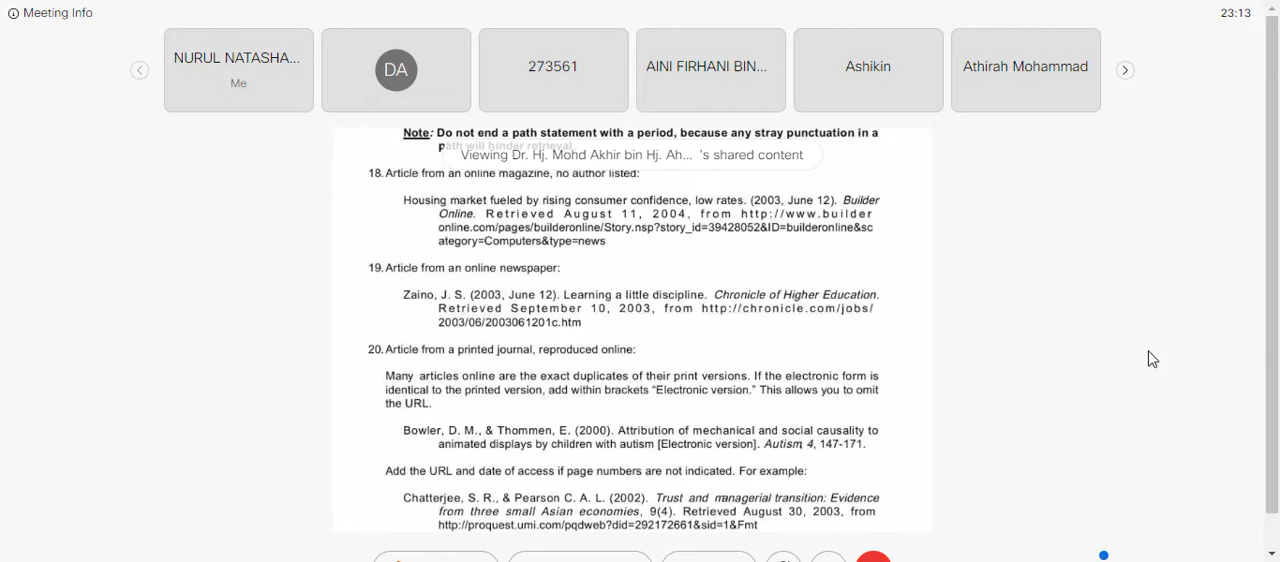 Meeting Info
23:13
NURUL NATASHA...
Me
DA
273561
AINI FIRHANI BIN...
Ashikin
Athirah Mohammad
Note: Do not end a path statement with a period, because any stray punctuation in a
path will hinder retrieval.
Viewing Dr. Hj. Mohd Akhir bin Hj. Ah... 's shared content
18. Article from an online magazine, no author listed:
Housing market fueled by rising consumer confidence, low rates. (2003, June 12). Builder
Online. Retrieved August 11, 2004, from http://www.builder
online.com/pages/builderonline/Story.nsp?story_id=39428052&ID=builderonline&sc
ategory=Computers&type=news
19. Article from an online newspaper:
Zaino, J. S. (2003, June 12). Learning a little discipline. Chronicle of Higher Education.
Retrieved September 10, 2003, from http://chronicle.com/jobs/
2003/06/2003061201c.htm
20. Article from a printed journal, reproduced online:
Many articles online are the exact duplicates of their print versions. If the electronic form is
identical to the printed version, add within brackets “Electronic version.” This allows you to omit
the URL.
Bowler, D. M., & Thommen, E. (2000). Attribution of mechanical and social causality to
animated displays by children with autism [Electronic version]. Autism, 4, 147-171.
Add the URL and date of access if page numbers are not indicated. For example:
Chatterjee, S. R., & Pearson C. A. L. (2002). Trust and managerial transition: Evidence
from three small Asian economies, 9(4). Retrieved August 30, 2003, from
http://proquest.umi.com/pqdweb?did=292172661&sid=1&Fmt